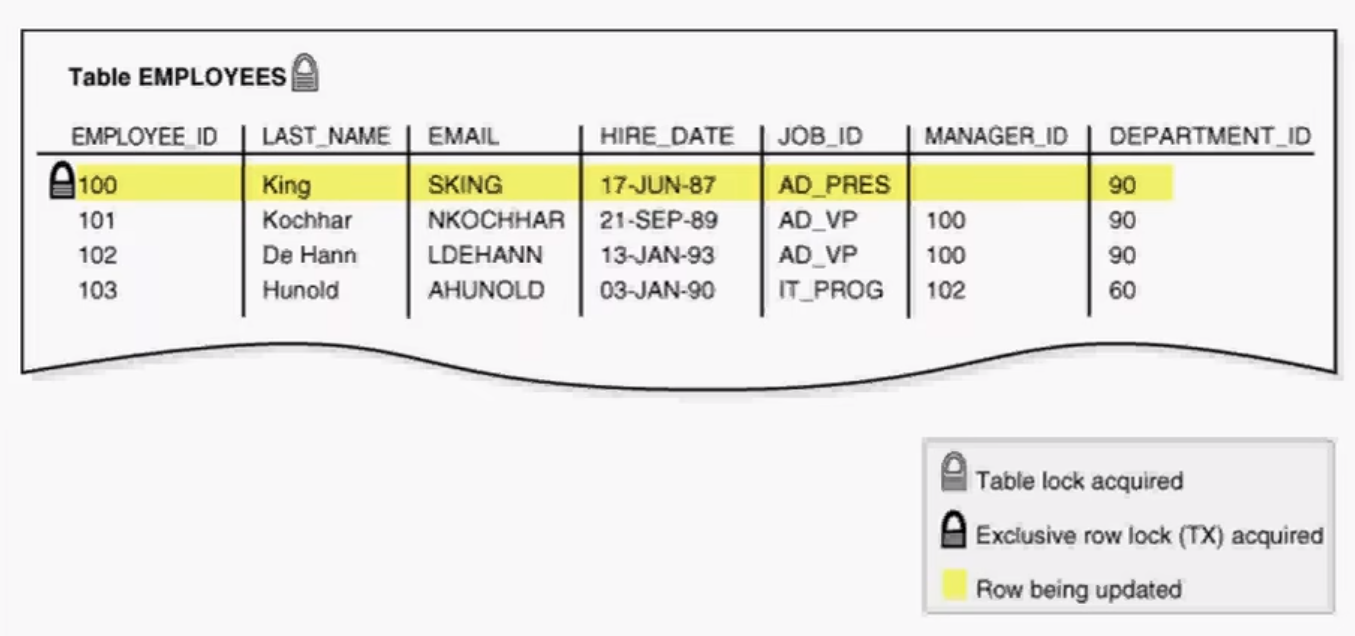 Table EMPLOYEES
EMPLOYEE_ID LAST_NAME EMAIL HIRE_DATE JOB_ID MANAGER_ID DEPARTMENT_ID
100 King SKING 17-JUN-87 AD_PRES 90
101 Kochhar NKOCHHAR 21-SEP-89 AD_VP 100 90
102 De Hann LDEHANN 13-JAN-93 AD_VP 100 90
103 Hunold AHUNOLD 03-JAN-90 IT_PROG 102 60
Table lock acquired
Exclusive row lock (TX) acquired
Row being updated